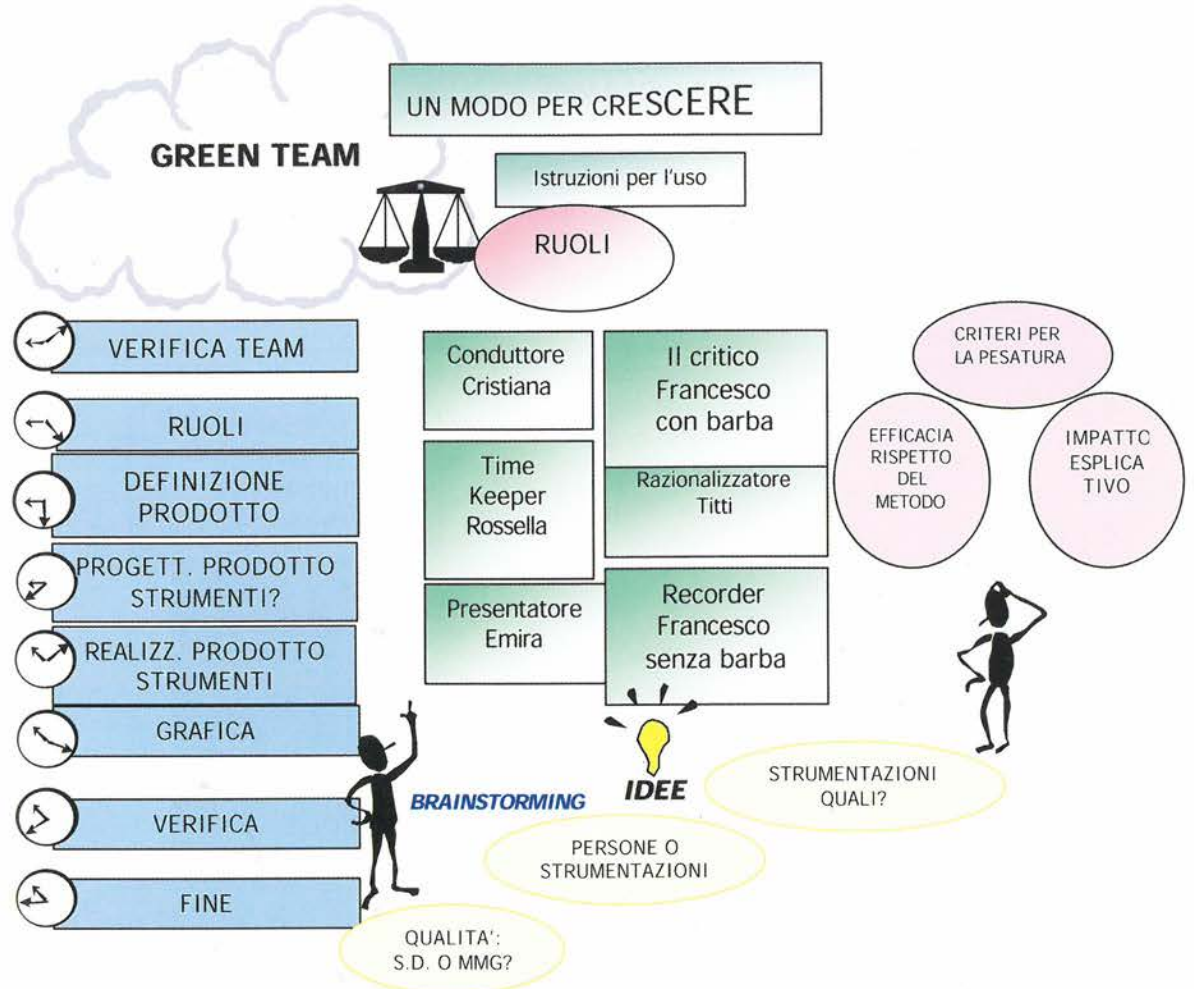 UN MODO PER CRESCERE
GREEN TEAM
Istruzioni per l'uso
RUOLI
VERIFICA TEAM
RUOLI
DEFINIZIONE
PRODOTTO
PROGETT. PRODOTTO
STRUMENTI?
REALIZZ. PRODOTTO
STRUMENTI
GRAFICA
VERIFICA
FINE
Conduttore
Cristiana
Time
Keeper
Rossella
Presentatore
Emira
Il critico
Francesco
con barba
Razionalizzatore
Titti
Recorder
Francesco
senza barba
CRITERI PER
LA PESATURA
EFFICACIA
RISPETTO
DEL
METODO
IMPATTO
ESPLICA
TIVO
BRAINSTORMING
IDEE
STRUMENTAZIONI
QUALI?
PERSONE O
STRUMENTAZIONI
QUALITA':
S.D. O MMG?